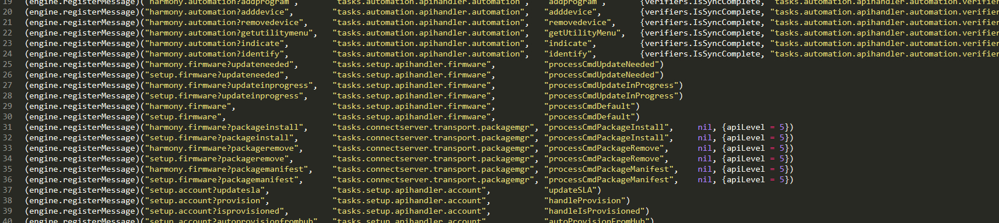 19 (engine.registerMessage)("harmony.automation?addprogram", "tasks.automation.apihandler.automation", "addprogram", {verifiers.IsSyncComplete, "tasks.automation.apihandler.automation.verifier
20 (engine.registerMessage)("harmony.automation?adddevice", "tasks.automation.apihandler.automation", "adddevice", {verifiers.IsSyncComplete, "tasks.automation.apihandler.automation.verifier
21 (engine.registerMessage)("harmony.automation?removedevice", "tasks.automation.apihandler.automation", "removedevice", {verifiers.IsSyncComplete, "tasks.automation.apihandler.automation.verifier
22 (engine.registerMessage)("harmony.automation?getutilitymenu", "tasks.automation.apihandler.automation", "getUtilityMenu", {verifiers.IsSyncComplete, "tasks.automation.apihandler.automation.verifier
23 (engine.registerMessage)("harmony.automation?indicate", "tasks.automation.apihandler.automation", "indicate", {verifiers.IsSyncComplete, "tasks.automation.apihandler.automation.verifier
24 (engine.registerMessage)("harmony.automation?identify", "tasks.automation.apihandler.automation", "identify", {verifiers.IsSyncComplete, "tasks.automation.apihandler.automation.verifier
25 (engine.registerMessage)("harmony.firmware?updateneeded", "tasks.setup.apihandler.firmware", "processCmdUpdateNeeded")
26 (engine.registerMessage)("setup.firmware?updateneeded", "tasks.setup.apihandler.firmware", "processCmdUpdateNeeded")
27 (engine.registerMessage)("harmony.firmware?updateinprogress", "tasks.setup.apihandler.firmware", "processCmdUpdateInProgress")
28 (engine.registerMessage)("setup.firmware?updateinprogress", "tasks.setup.apihandler.firmware", "processCmdUpdateInProgress")
29 (engine.registerMessage)("harmony.firmware", "tasks.setup.apihandler.firmware", "processCmdDefault")
30 (engine.registerMessage)("setup.firmware", "tasks.setup.apihandler.firmware", "processCmdDefault")
31 (engine.registerMessage)("harmony.firmware?packageinstall", "tasks.connectserver.transport.packagemgr", "processCmdPackageInstall", nil, {apiLevel = 5})
32 (engine.registerMessage)("setup.firmware?packageinstall", "tasks.connectserver.transport.packagemgr", "processCmdPackageInstall", nil, {apiLevel = 5})
33 (engine.registerMessage)("harmony.firmware?packageremove", "tasks.connectserver.transport.packagemgr", "processCmdPackageRemove", nil, {apiLevel = 5})
34 (engine.registerMessage)("setup.firmware?packageremove", "tasks.connectserver.transport.packagemgr", "processCmdPackageRemove", nil, {apiLevel = 5})
35 (engine.registerMessage)("harmony.firmware?packagemanifest", "tasks.connectserver.transport.packagemgr", "processCmdPackageManifest", nil, {apiLevel = 5})
36 (engine.registerMessage)("setup.firmware?packagemanifest", "tasks.connectserver.transport.packagemgr", "processCmdPackageManifest", nil, {apiLevel = 5})
37 (engine.registerMessage)("setup.account?updatesla", "tasks.setup.apihandler.account", "updateSLA")
38 (engine.registerMessage)("setup.account?provision", "tasks.setup.apihandler.account", "handleProvision")
39 (engine.registerMessage)("setup.account?isprovisioned", "tasks.setup.apihandler.account", "handleIsProvisioned")
40 (engine.registerMessage)("setup.account?autoprovisionfromhub", "tasks.setup.apihandler.account", "autoProvisionFromHub")